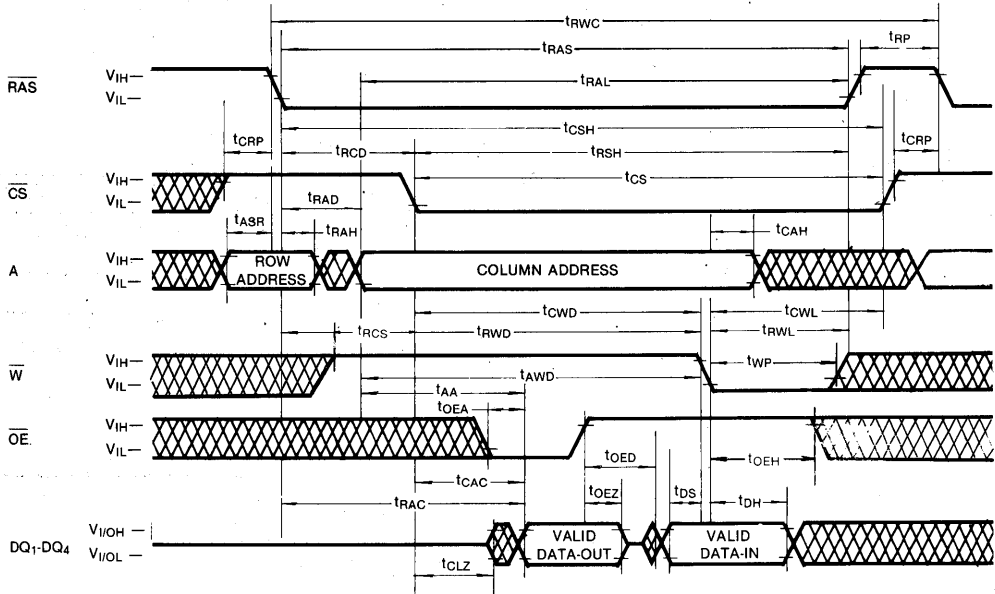 tRWC
tRAS
tRP
RAS
VIH—
VIL—
tRAL
tCSH
tCRP
tRCD
tRSH
tCRP
CS
VIH—
VIL—
tRAD
tCS
tASR
tRAH
tCAH
A
VIH—
VIL—
ROW
ADDRESS
COLUMN ADDRESS
tCWD
tCWL
tRCS
tRWD
tRWL
W
VIH—
VIL—
tWP
tAWD
tAA
tOEA
OE
VIH—
VIL—
tOED
tOEH
tCAC
tRAC
tOEZ
tDS
tDH
DQ1-DQ4
VI/OH —
VI/OL —
VALID
DATA-OUT
VALID
DATA-IN
tCLZ